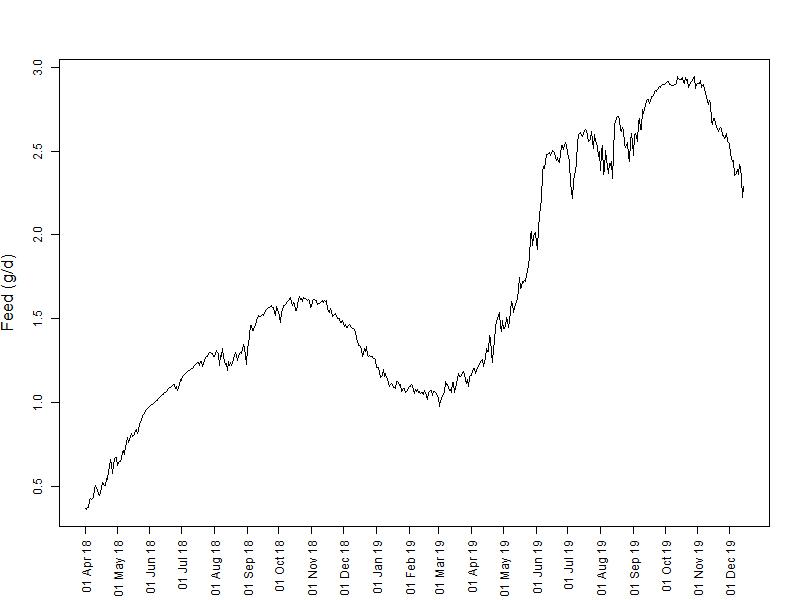 3.0
2.5
2.0
1.5
1.0
0.5
Feed (g/d)
01 Apr 18
01 May 18
01 Jun 18
01 Jul 18
01 Aug 18
01 Sep 18
01 Oct 18
01 Nov 18
01 Dec 18
01 Jan 19
01 Feb 19
01 Mar 19
01 Apr 19
01 May 19
01 Jun 19
01 Jul 19
01 Aug 19
01 Sep 19
01 Oct 19
01 Nov 19
01 Dec 19